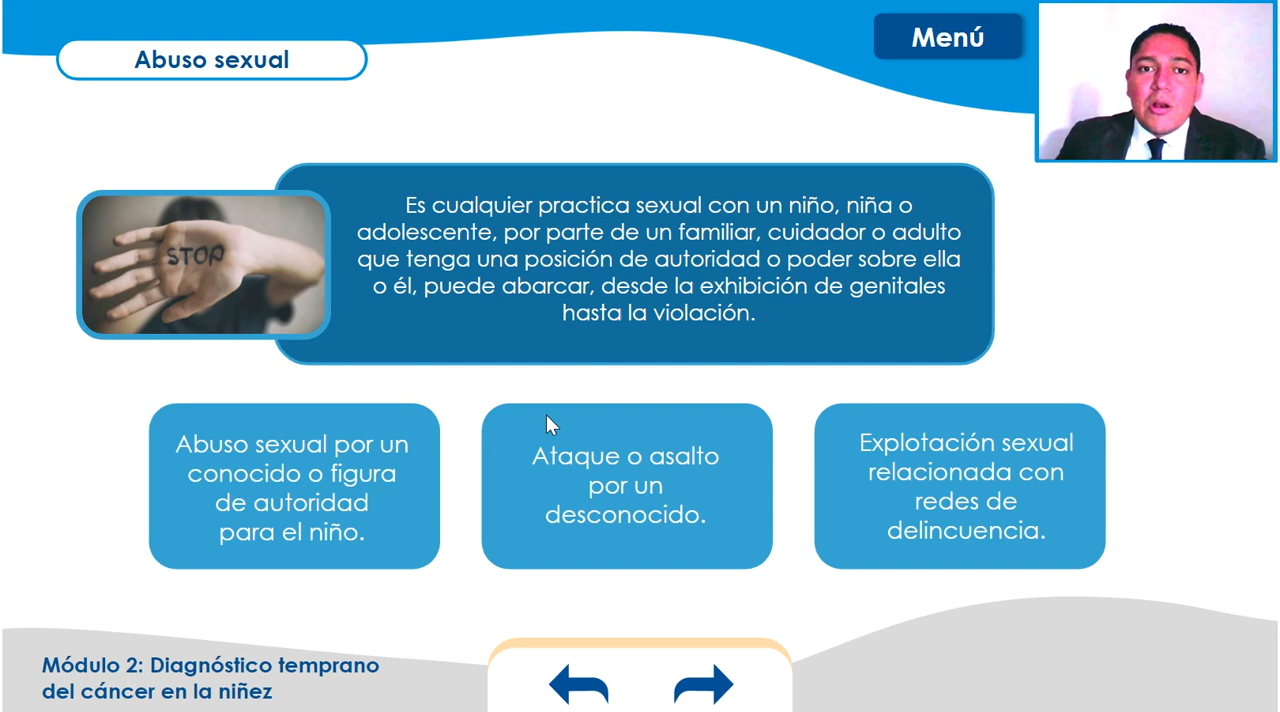 Menú
Abuso sexual
STOP
Es cualquier practica sexual con un niño, niña o
adolescente, por parte de un familiar, cuidador o adulto
que tenga una posición de autoridad o poder sobre ella
o él, puede abarcar, desde la exhibición de genitales
hasta la violación.
Abuso sexual por un
conocido o figura
de autoridad
para el niño.
Ataque o asalto
por un
desconocido.
Explotación sexual
relacionada con
redes de
delincuencia.
Módulo 2: Diagnóstico temprano
del cáncer en la niñez